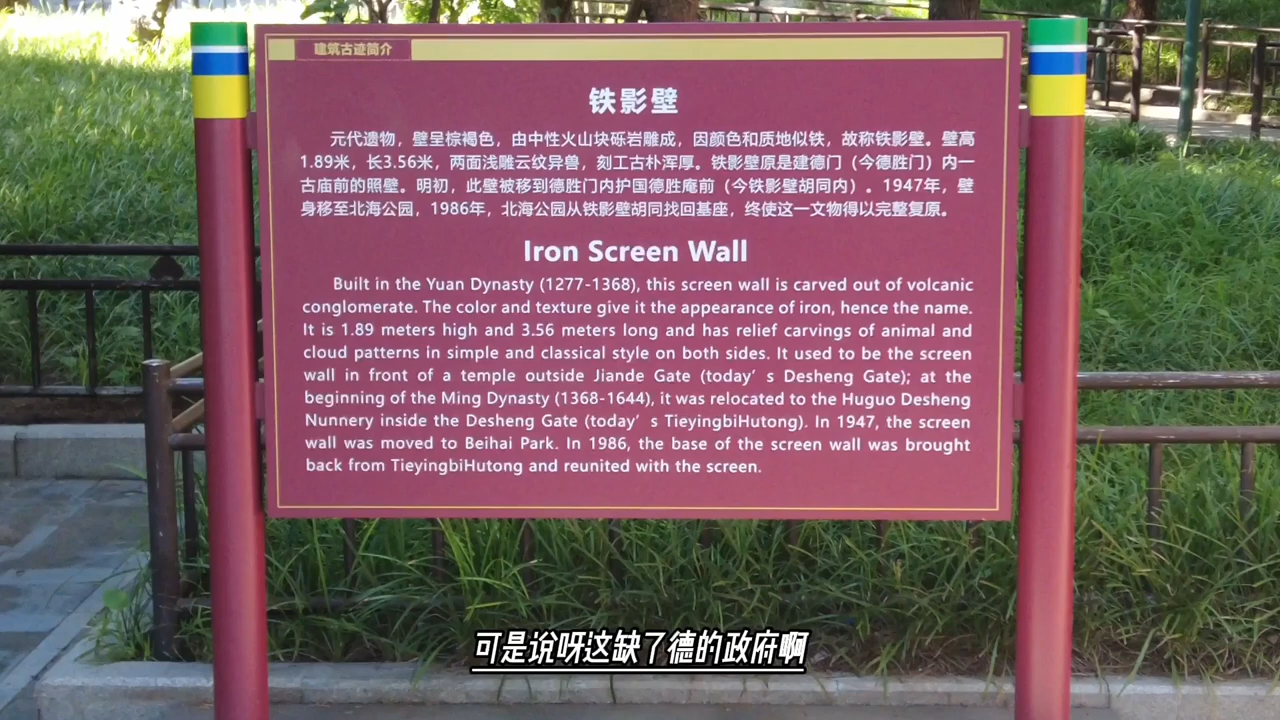 建筑古迹简介
铁影壁
元代遗物，壁呈棕褐色，由中性火山块砾岩雕成，因颜色和质地似铁，故称铁影壁。壁高
1.89米，长3.56米，两面浅雕云纹异兽，刻工古朴浑厚。铁影壁原是建德门（今德胜门）内一
古庙前的照壁。明初，此壁被移到德胜门内护国德胜庵前（今铁影壁胡同内）。1947年，壁
身移至北海公园，1986年，北海公园从铁影壁胡同找回基座，终使这一文物得以完整复原。
Iron Screen Wall
Built in the Yuan Dynasty (1277-1368), this screen wall is carved out of volcanic
conglomerate. The color and texture give it the appearance of iron, hence the name.
It is 1.89 meters high and 3.56 meters long and has relief carvings of animal and
cloud patterns in simple and classical style on both sides. It used to be the screen
wall in front of a temple outside Jiande Gate (today’s Desheng Gate); at the
beginning of the Ming Dynasty (1368-1644), it was relocated to the Huguo Desheng
Nunnery inside the Desheng Gate (today’s TieyingbiHutong). In 1947, the screen
wall was moved to Beihai Park. In 1986, the base of the screen wall was brought
back from TieyingbiHutong and reunited with the screen.
可是说呀这缺了德的政府啊